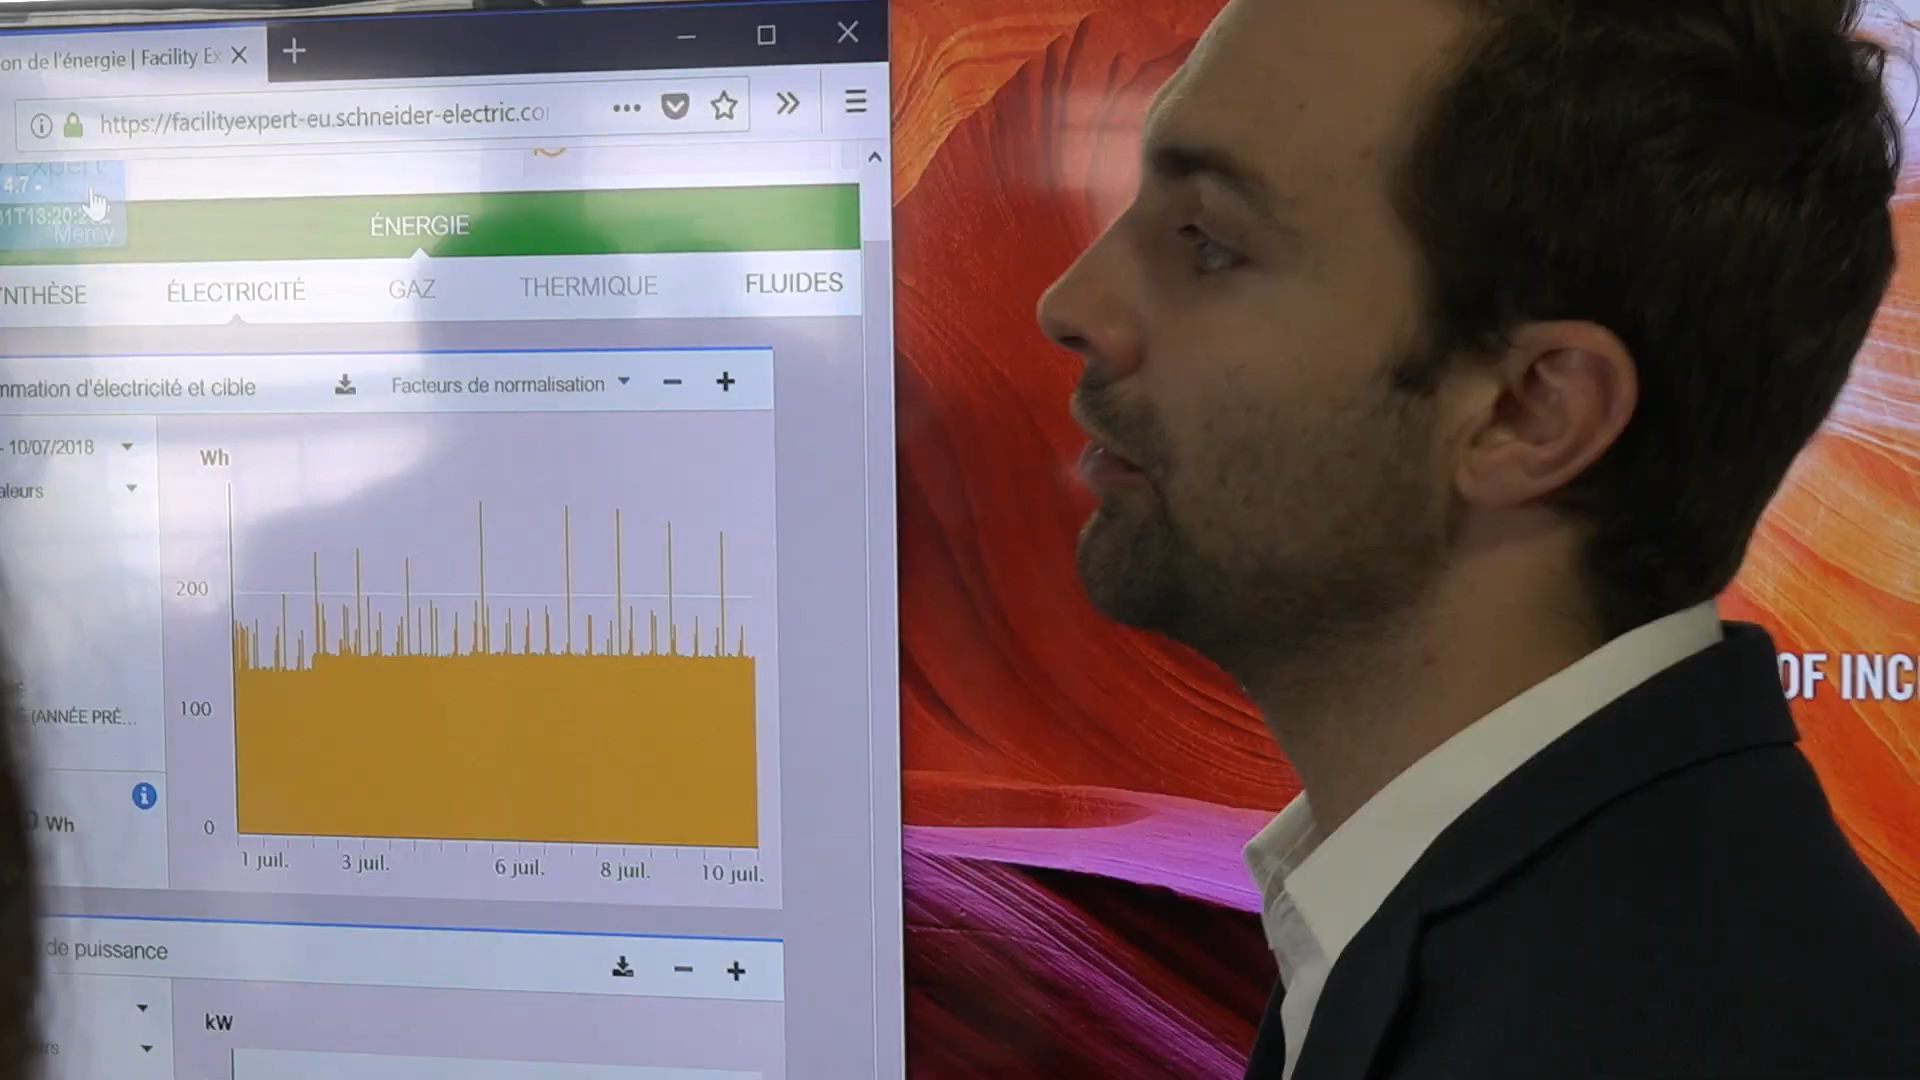 on de l'énergie | Facility Ex
https://facilityexpert-eu.schneider-electric.co
Expert
4.7 -
Mercy
ÉNERGIE
NTHÈSE ÉLECTRICITÉ GAZ THERMIQUE FLUIDES
mmation d'électricité et cible Facteurs de normalisation
- 10/07/2018
aleurs
Wh
200
100
0
1 juil. 3 juil. 6 juil. 8 juil. 10 juil.
(ANNÉE PRÉ...
Wh
de puissance
kW
OF INC